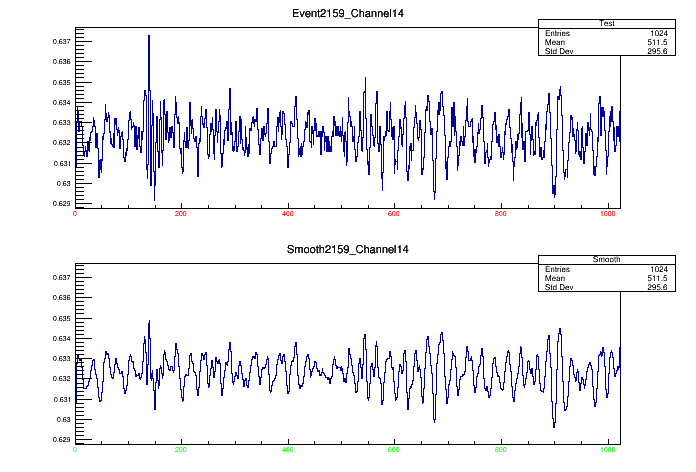 Event2159_Channel14
Test
Entries 1024
Mean 511.5
Std Dev 295.6
0.637
0.636
0.635
0.634
0.633
0.632
0.631
0.63
0.629
0 200 400 600 800 1000
Smooth2159_Channel14
Smooth
Entries 1024
Mean 511.5
Std Dev 295.6
0.637
0.636
0.635
0.634
0.633
0.632
0.631
0.63
0.629
0 200 400 600 800 1000